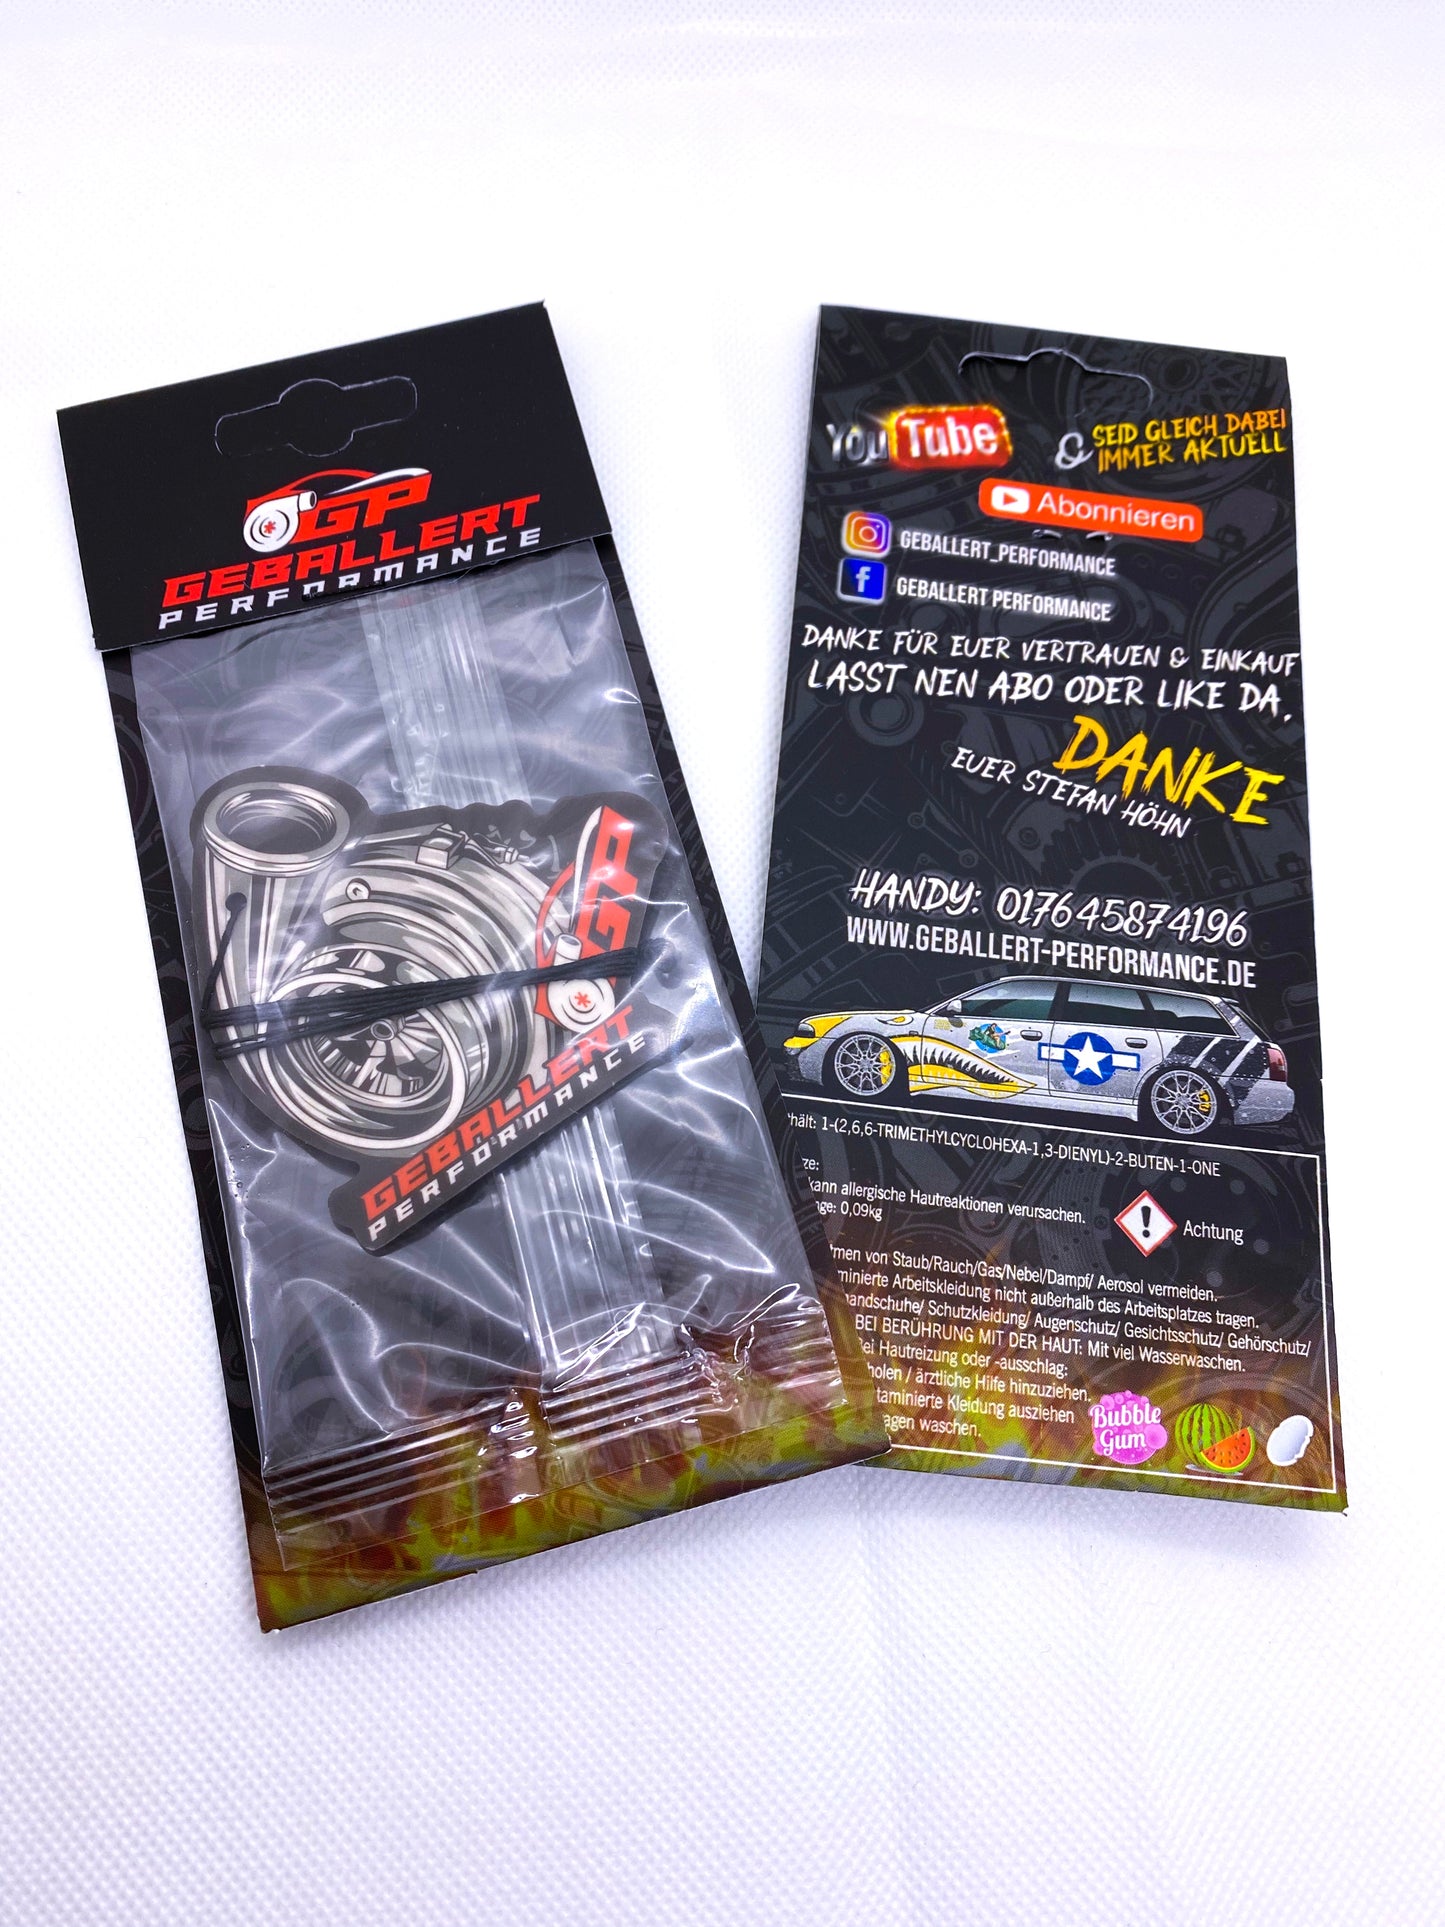 GP
GEBALLERT
PERFORMANCE
GP
GEBALLERT
PERFORMANCE
YouTube
& SEID GLEICH DABEI
IMMER AKTUELL
Abonnieren
GEBALLERT_PERFORMANCE
GEBALLERT PERFORMANCE
DANKE FÜR EUER VERTRAUEN & EINKAUF
LASST NEN ABO ODER LIKE DA.
DANKE
EUER STEFAN HÖHN
HANDY: 017645874196
WWW.GEBALLERT-PERFORMANCE.DE
hält: 1-(2,6,6-TRIMETHYLCYCLOHEXA-1,3-DIENYL)-2-BUTEN-1-ONE
ze:
kann allergische Hautreaktionen verursachen.
nge: 0,09kg
Achtung
men von Staub/Rauch/Gas/Nebel/Dampf/ Aerosol vermeiden.
minierte Arbeitskleidung nicht außerhalb des Arbeitsplatzes tragen.
handschuhe/ Schutzkleidung/ Augenschutz/ Gesichtsschutz/ Gehörschutz/
BEI BERÜHRUNG MIT DER HAUT: Mit viel Wasserwaschen.
Bei Hautreizung oder -ausschlag:
holen / ärztliche Hilfe hinzuziehen.
taminierte Kleidung ausziehen
agen waschen.
Bubble
Gum